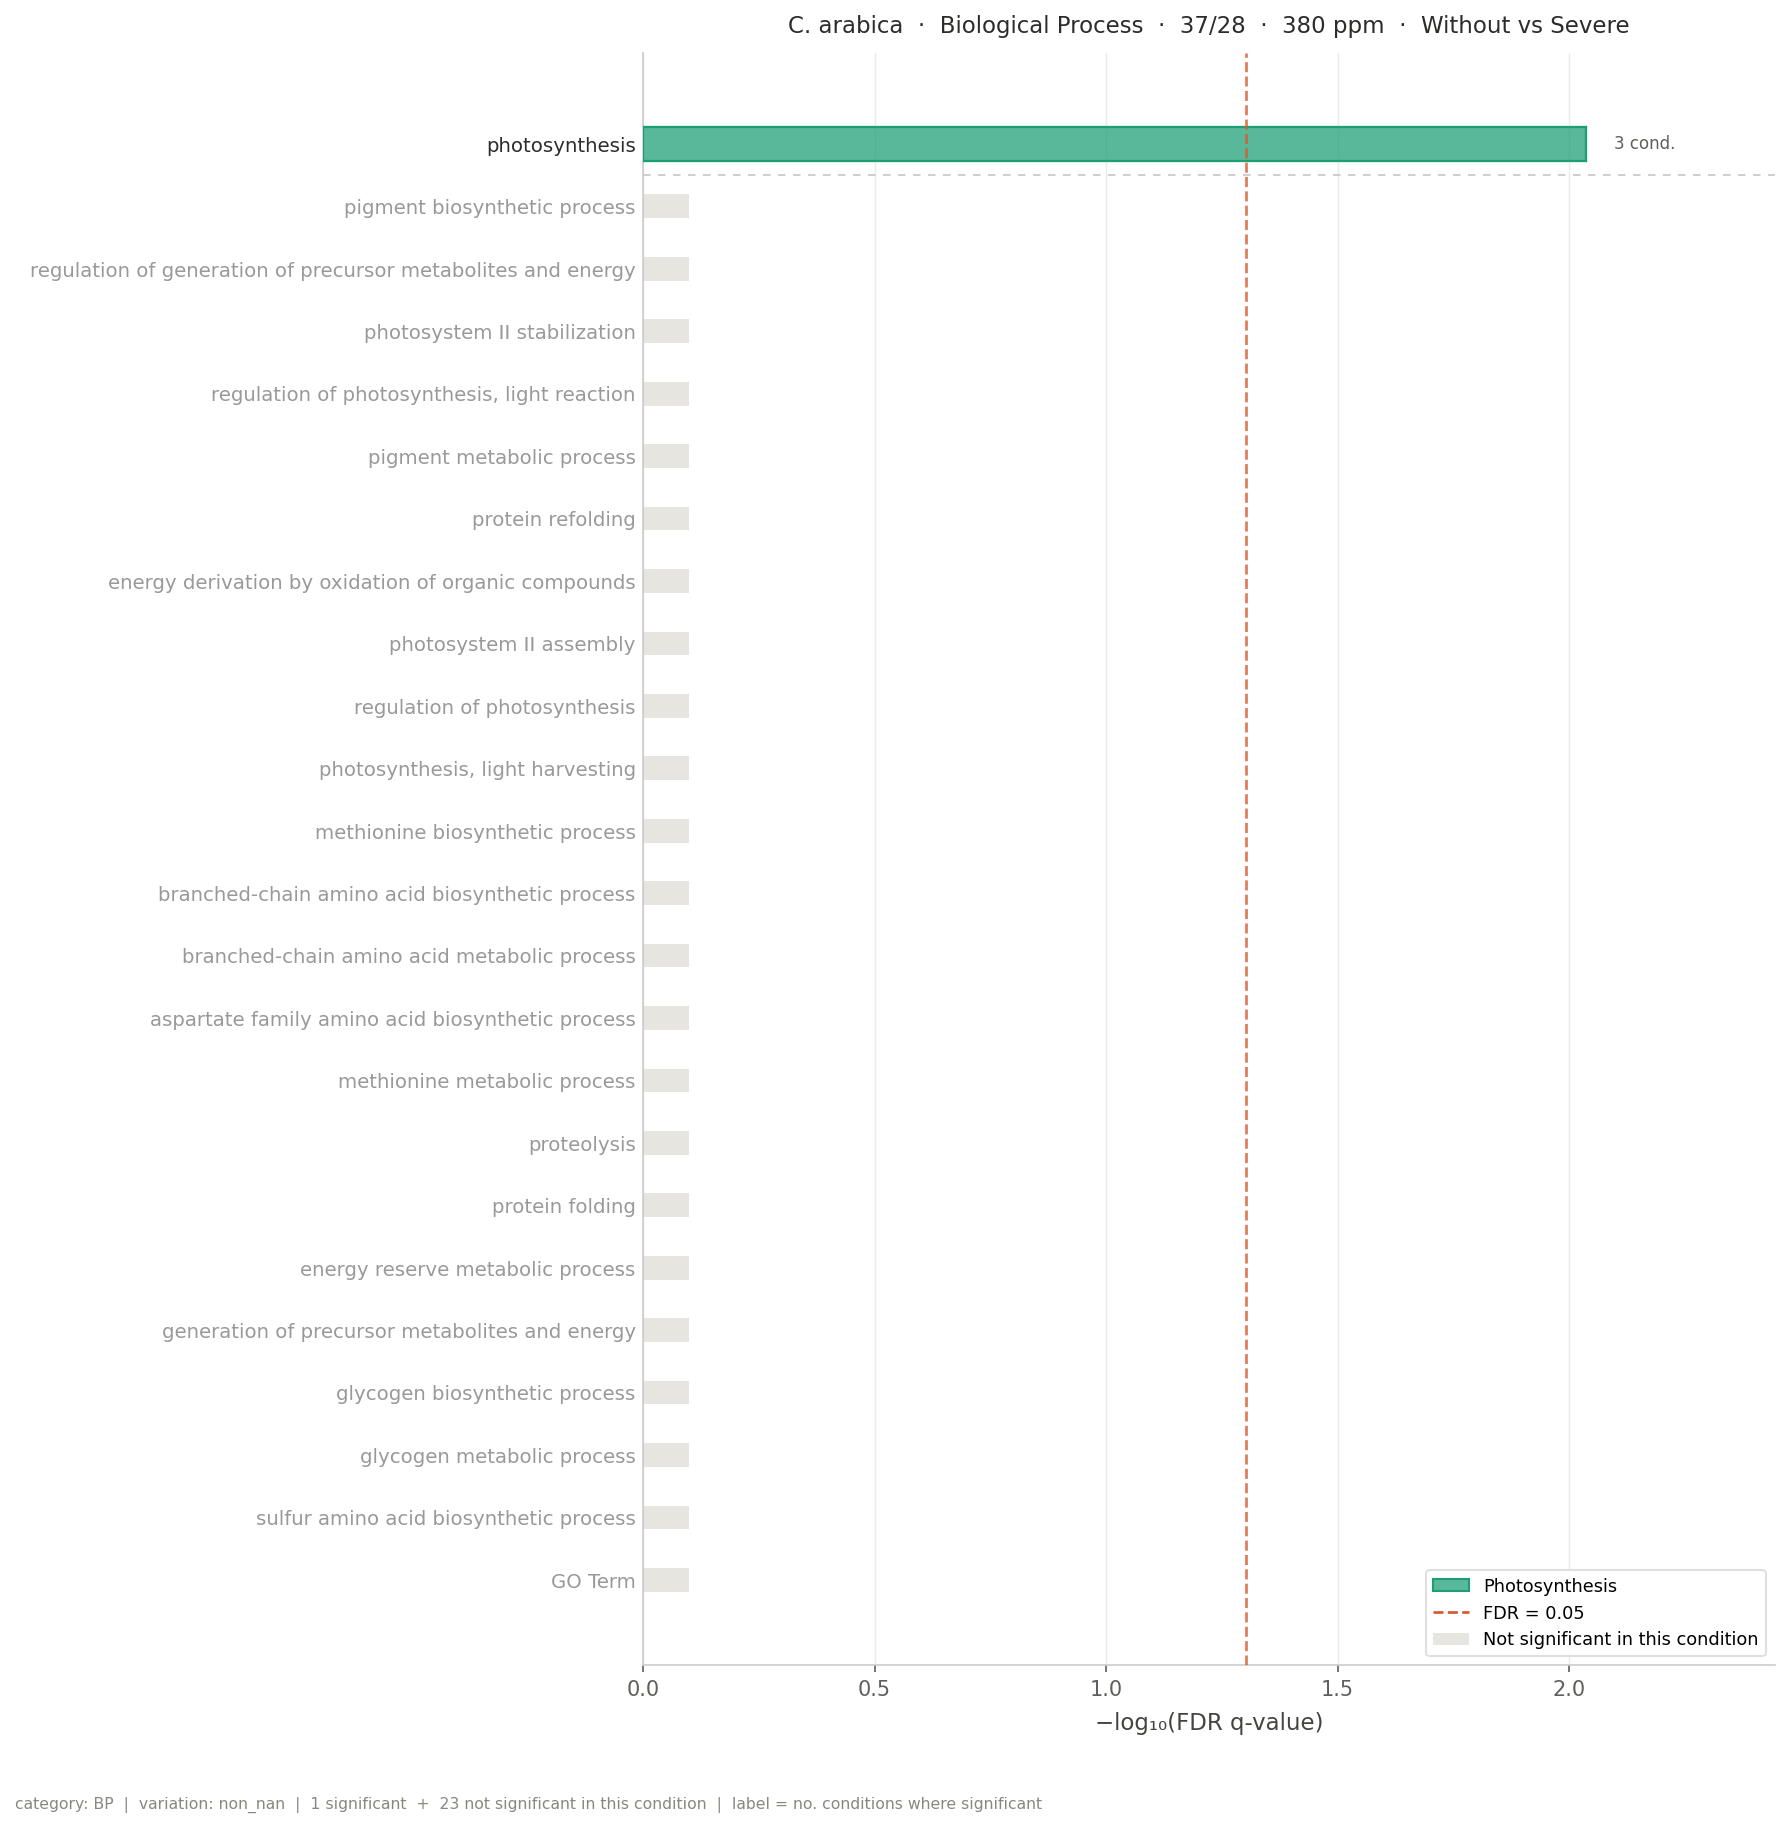 C. arabica · Biological Process · 37/28 · 380 ppm · Without vs Severe
photosynthesis
3 cond.
pigment biosynthetic process
regulation of generation of precursor metabolites and energy
photosystem II stabilization
regulation of photosynthesis, light reaction
pigment metabolic process
protein refolding
energy derivation by oxidation of organic compounds
photosystem II assembly
regulation of photosynthesis
photosynthesis, light harvesting
methionine biosynthetic process
branched-chain amino acid biosynthetic process
branched-chain amino acid metabolic process
aspartate family amino acid biosynthetic process
methionine metabolic process
proteolysis
protein folding
energy reserve metabolic process
generation of precursor metabolites and energy
glycogen biosynthetic process
glycogen metabolic process
sulfur amino acid biosynthetic process
GO Term
Photosynthesis
FDR = 0.05
Not significant in this condition
0.0 0.5 1.0 1.5 2.0
−log₁₀(FDR q-value)
category: BP | variation: non_nan | 1 significant + 23 not significant in this condition | label = no. conditions where significant